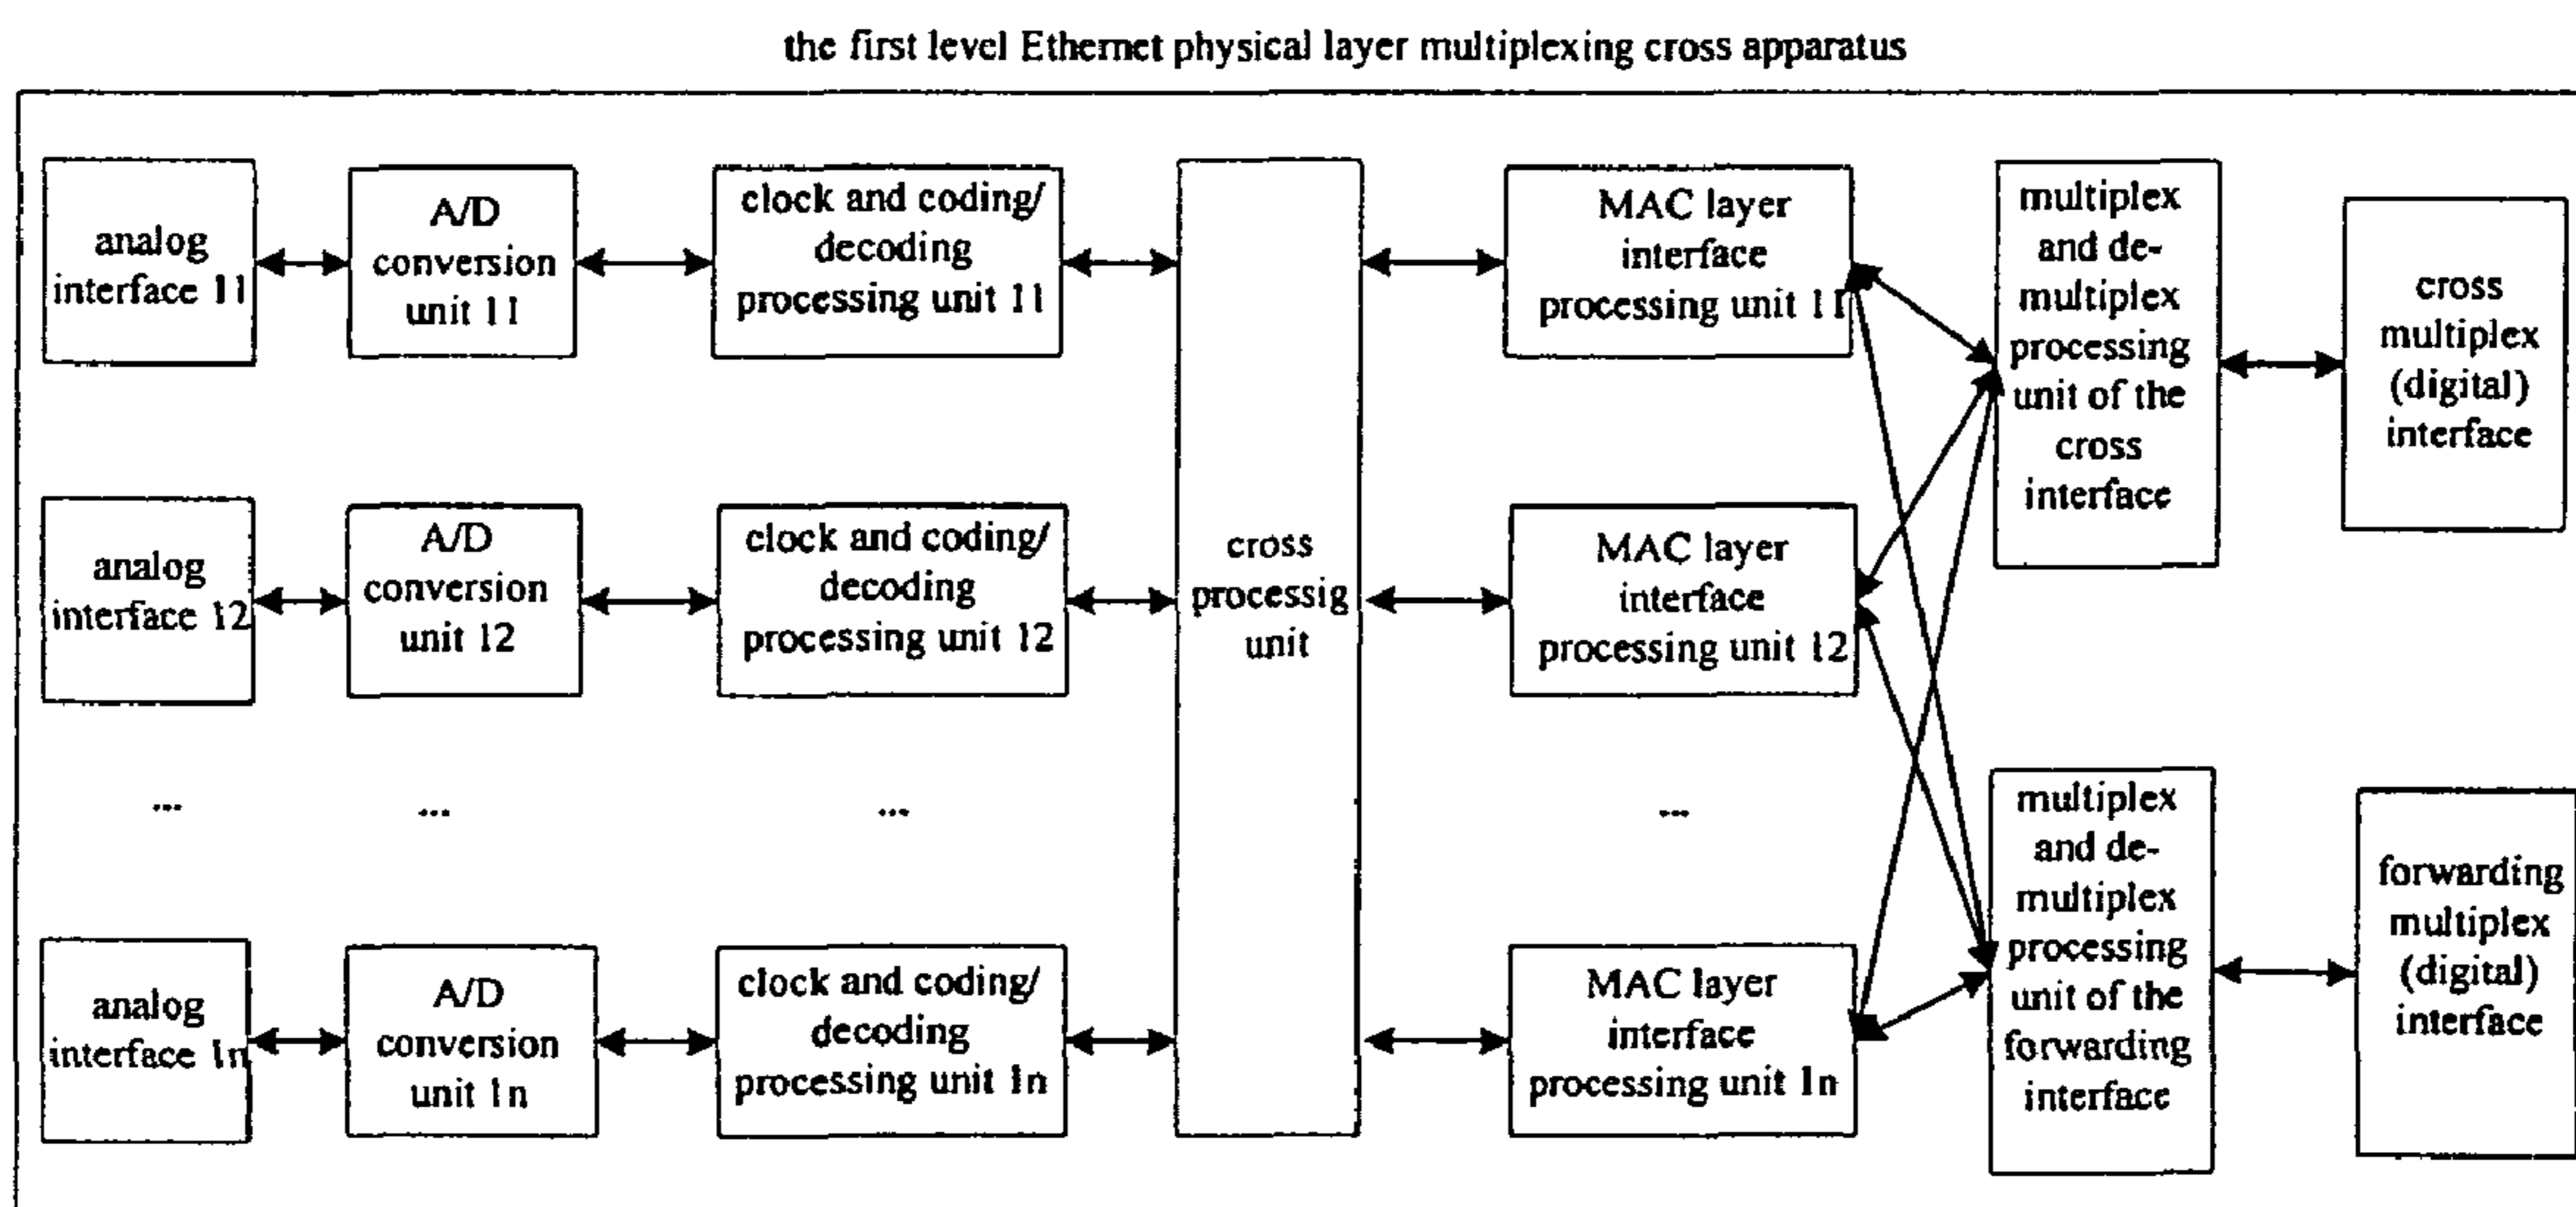 the first level Ethernet physical layer multiplexing cross apparatus
analog
interface 11
A/D
conversion
unit 11
clock and coding/
decoding
processing unit 11
MAC layer
interface
processing unit 11
multiplex
and de-
multiplex
processing
unit of the
cross
interface
cross
multiplex
(digital)
interface
analog
interface 12
A/D
conversion
unit 12
clock and coding/
decoding
processing unit 12
cross
processig
unit
MAC layer
interface
processing unit 12
...
...
...
...
analog
interface 1n
A/D
conversion
unit 1n
clock and coding/
decoding
processing unit 1n
MAC layer
interface
processing unit 1n
multiplex
and de-
multiplex
processing
unit of the
forwarding
interface
forwarding
multiplex
(digital)
interface